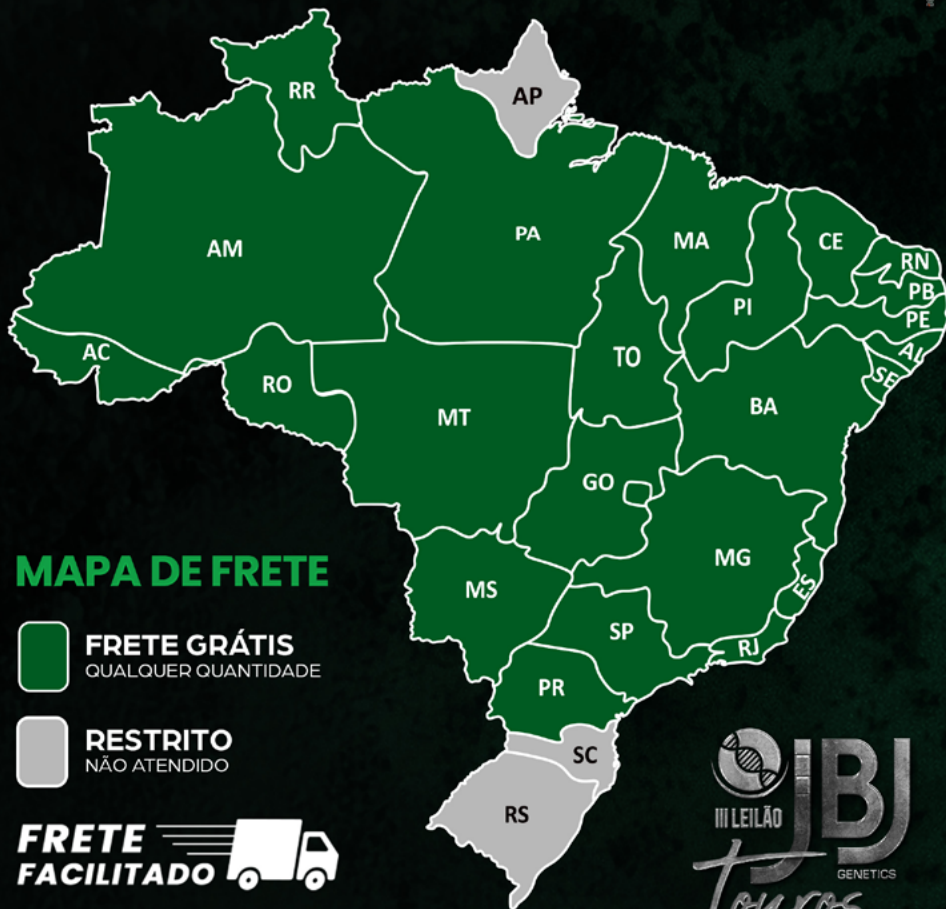 RR
AP
AM
PA
MA
CE
RN
PB
PE
AL
SE
PI
AC
RO
TO
MT
BA
GO
MG
ES
MS
SP
RJ
PR
SC
RS
MAPA DE FRETE
FRETE GRÁTIS
QUALQUER QUANTIDADE
RESTRITO
NÃO ATENDIDO
FRETE
FACILITADO
III LEILÃO
JBJ
GENETICS
Touros